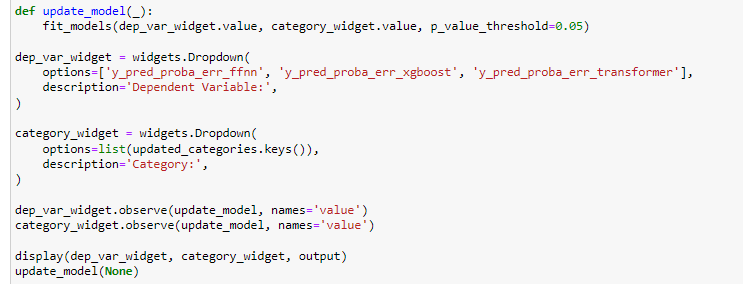 def update_model(_):
    fit_models(dep_var_widget.value, category_widget.value, p_value_threshold=0.05)

dep_var_widget = widgets.Dropdown(
    options=['y_pred_proba_err_ffnn', 'y_pred_proba_err_xgboost', 'y_pred_proba_err_transformer'],
    description='Dependent Variable:',
)

category_widget = widgets.Dropdown(
    options=list(updated_categories.keys()),
    description='Category:',
)

dep_var_widget.observe(update_model, names='value')
category_widget.observe(update_model, names='value')

display(dep_var_widget, category_widget, output)
update_model(None)